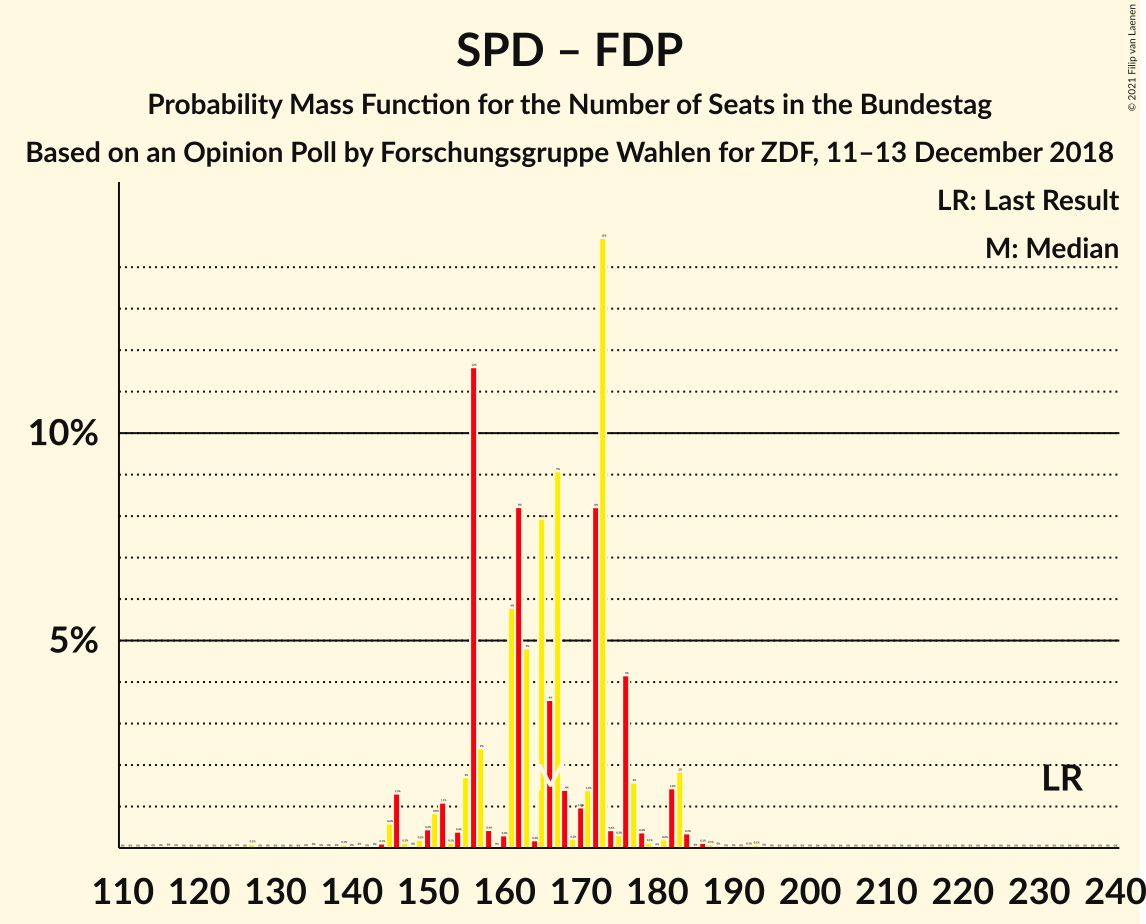 SPD – FDP
Probability Mass Function for the Number of Seats in the Bundestag
Based on an Opinion Poll by Forschungsgruppe Wahlen for ZDF, 11–13 December 2018
© 2021 Filip van Laenen
LR: Last Result
M: Median
10%
5%
LR
110 120 130 140 150 160 170 180 190 200 210 220 230 240